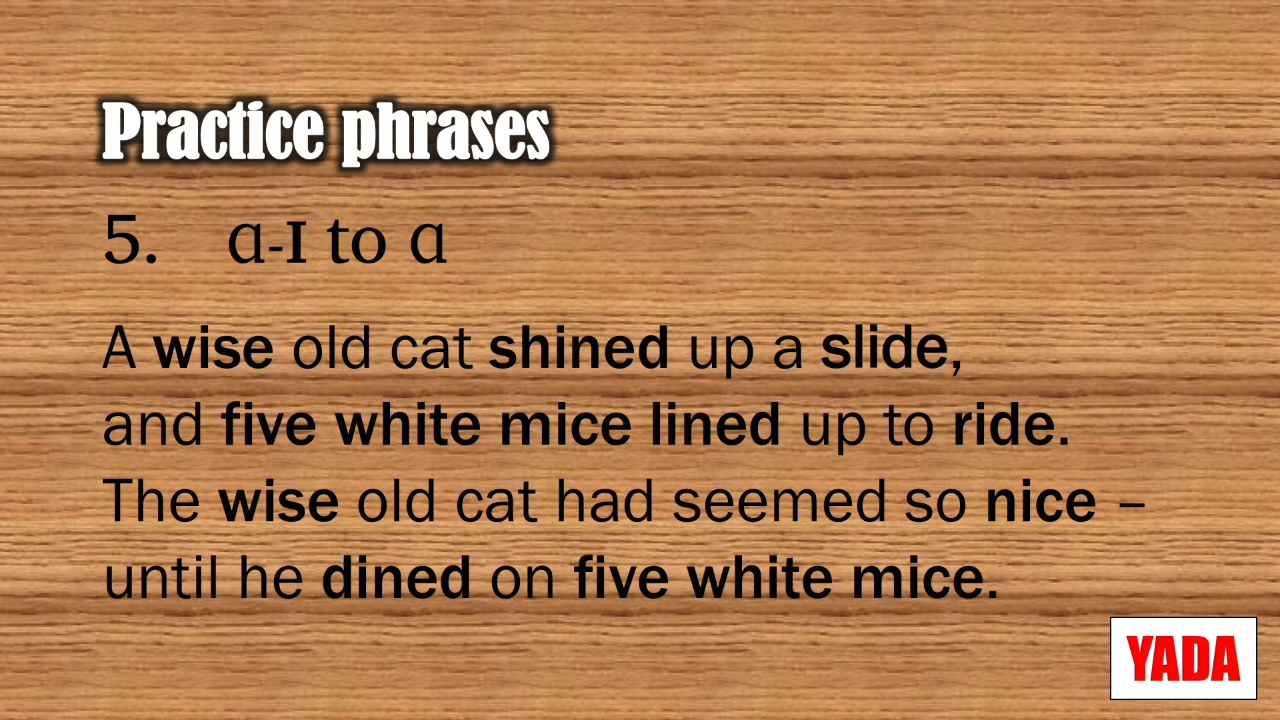 Practice phrases
5. ɑ-ɪ to ɑ
A wise old cat shined up a slide,
and five white mice lined up to ride.
The wise old cat had seemed so nice –
until he dined on five white mice.
YADA